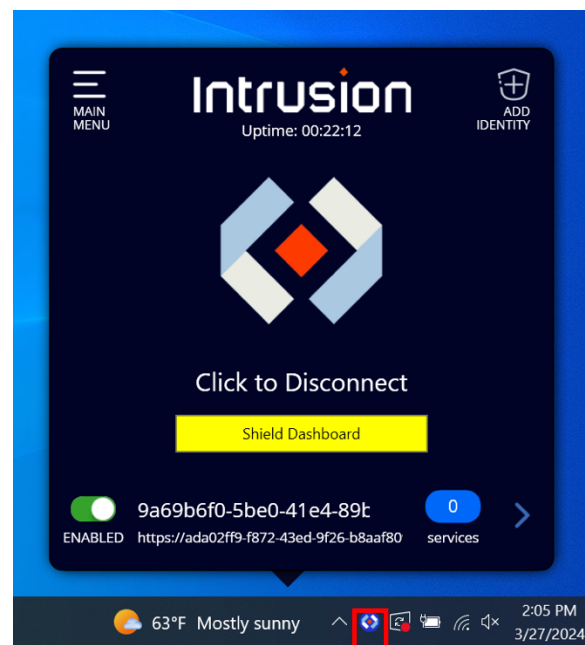 Intrusion
Uptime: 00:22:12
MAIN
MENU
ADD
IDENTITY
Click to Disconnect
Shield Dashboard
9a69b6f0-5be0-41e4-89b
0
ENABLED
https://ada02ff9-f872-43ed-9f26-b8aaf80
services
63°F Mostly sunny
2:05 PM
3/27/2024